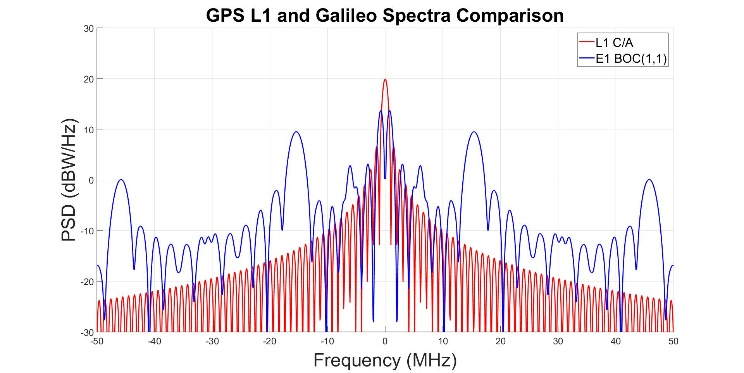 GPS L1 and Galileo Spectra Comparison
L1 C/A
E1 BOC(1,1)
PSD (dBW/Hz)
30
20
10
0
-10
-20
-30
-50 -40 -30 -20 -10 0 10 20 30 40 50
Frequency (MHz)